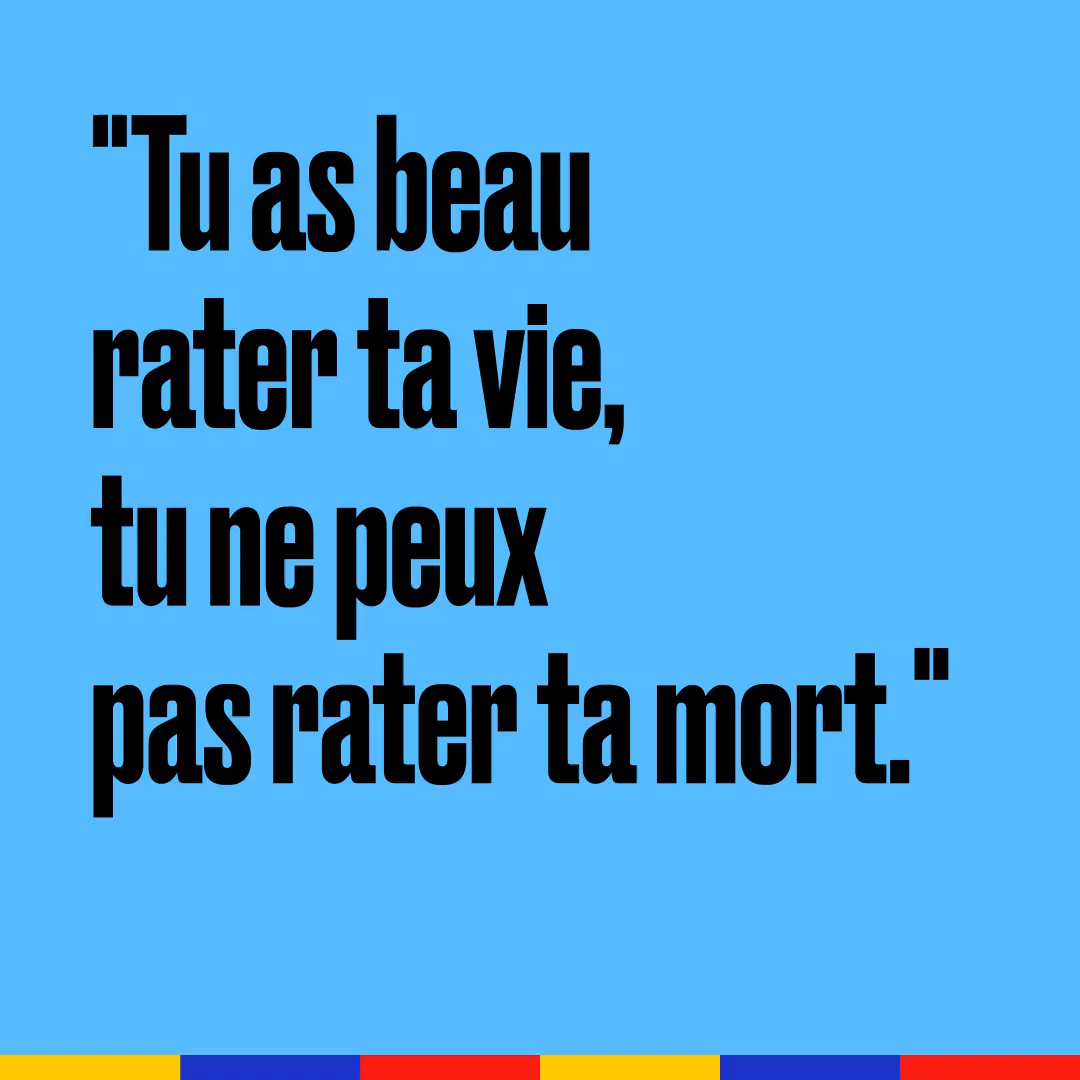 "Tu as beau
rater ta vie,
tu ne peux
pas rater ta mort."